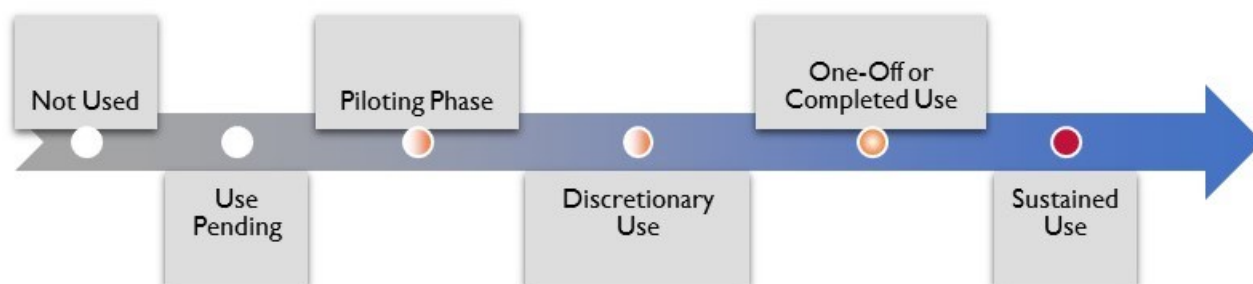 Not Used
Use
Pending
Piloting Phase
Discretionary
Use
One-Off or
Completed Use
Sustained
Use